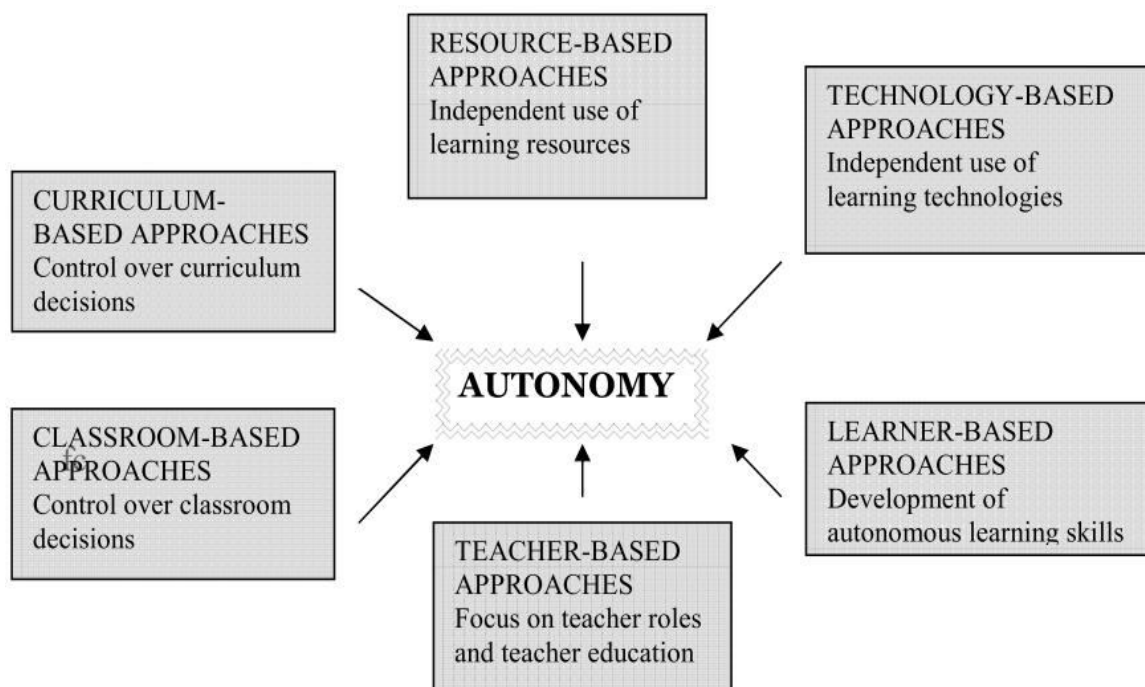 RESOURCE-BASED
APPROACHES
Independent use of
learning resources
TECHNOLOGY-BASED
APPROACHES
Independent use of
learning technologies
CURRICULUM-
BASED APPROACHES
Control over curriculum
decisions
AUTONOMY
CLASSROOM-BASED
APPROACHES
Control over classroom
decisions
LEARNER-BASED
APPROACHES
Development of
autonomous learning skills
TEACHER-BASED
APPROACHES
Focus on teacher roles
and teacher education